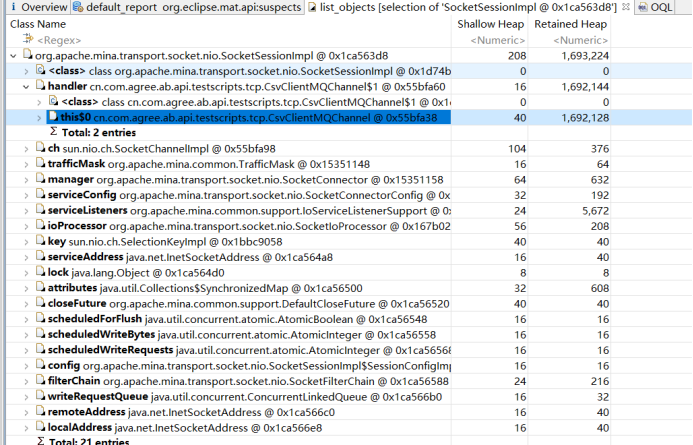 i Overview default_report org.eclipse.mat.api:suspects list_objects [selection of 'SocketSessionImpl @ 0x1ca563d8'] OQL
Class Name Shallow Heap Retained Heap
<Regex> <Numeric> <Numeric>
org.apache.mina.transport.socket.nio.SocketSessionImpl @ 0x1ca563d8 208 1,693,224
<class> class org.apache.mina.transport.socket.nio.SocketSessionImpl @ 0x1d74b 0 0
handler cn.com.agree.ab.api.testscripts.tcp.CsvClientMQChannel$1 @ 0x55bfa60 16 1,692,144
<class> class cn.com.agree.ab.api.testscripts.tcp.CsvClientMQChannel$1 @ 0x1 0 0
this$0 cn.com.agree.ab.api.testscripts.tcp.CsvClientMQChannel @ 0x55bfa38 40 1,692,128
Σ Total: 2 entries
ch sun.nio.ch.SocketChannelImpl @ 0x55bfa98 104 376
trafficMask org.apache.mina.common.TrafficMask @ 0x15351148 16 64
manager org.apache.mina.transport.socket.nio.SocketConnector @ 0x15351158 64 632
serviceConfig org.apache.mina.transport.socket.nio.SocketConnectorConfig @ 0x 32 192
serviceListeners org.apache.mina.common.support.IoServiceListenerSupport @ 0 24 5,672
ioProcessor org.apache.mina.transport.socket.nio.SocketIoProcessor @ 0x167b02 56 208
key sun.nio.ch.SelectionKeyImpl @ 0x1bbc9058 40 40
serviceAddress java.net.InetSocketAddress @ 0x1ca564a8 16 40
lock java.lang.Object @ 0x1ca564d0 8 8
attributes java.util.Collections$SynchronizedMap @ 0x1ca56500 32 608
closeFuture org.apache.mina.common.support.DefaultCloseFuture @ 0x1ca56520 40 40
scheduledForFlush java.util.concurrent.atomic.AtomicBoolean @ 0x1ca56548 16 16
scheduledWriteBytes java.util.concurrent.atomic.AtomicInteger @ 0x1ca56558 16 16
scheduledWriteRequests java.util.concurrent.atomic.AtomicInteger @ 0x1ca56568 16 16
config org.apache.mina.transport.socket.nio.SocketSessionImpl$SessionConfigImp 16 16
filterChain org.apache.mina.transport.socket.nio.SocketFilterChain @ 0x1ca56588 24 216
writeRequestQueue java.util.concurrent.ConcurrentLinkedQueue @ 0x1ca566b0 16 32
remoteAddress java.net.InetSocketAddress @ 0x1ca566c0 16 40
localAddress java.net.InetSocketAddress @ 0x1ca566e8 16 40
Σ Total: 21 entries